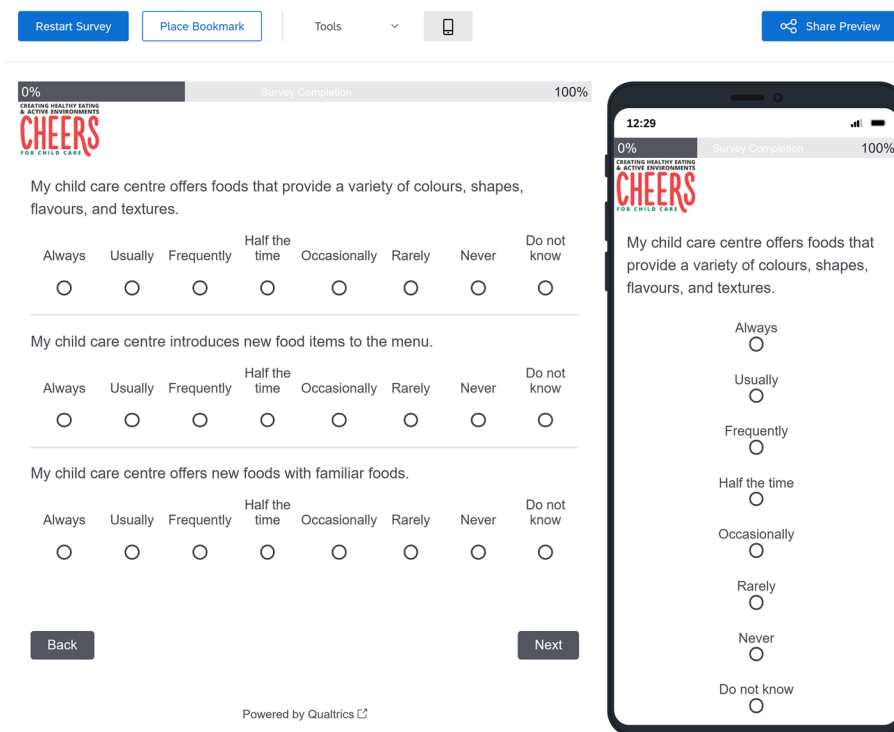 Restart Survey
Place Bookmark
Tools
Share Preview
0% Survey Completion 100%
CREATING HEALTHY EATING
& ACTIVE ENVIRONMENTS
CHEERS
FOR CHILD CARE
My child care centre offers foods that provide a variety of colours, shapes,
flavours, and textures.
Always Usually Frequently Half the time Occasionally Rarely Never Do not know
My child care centre introduces new food items to the menu.
Always Usually Frequently Half the time Occasionally Rarely Never Do not know
My child care centre offers new foods with familiar foods.
Always Usually Frequently Half the time Occasionally Rarely Never Do not know
Back
Next
Powered by Qualtrics
12:29
0% Survey Completion 100%
CREATING HEALTHY EATING
& ACTIVE ENVIRONMENTS
CHEERS
FOR CHILD CARE
My child care centre offers foods that
provide a variety of colours, shapes,
flavours, and textures.
Always
Usually
Frequently
Half the time
Occasionally
Rarely
Never
Do not know